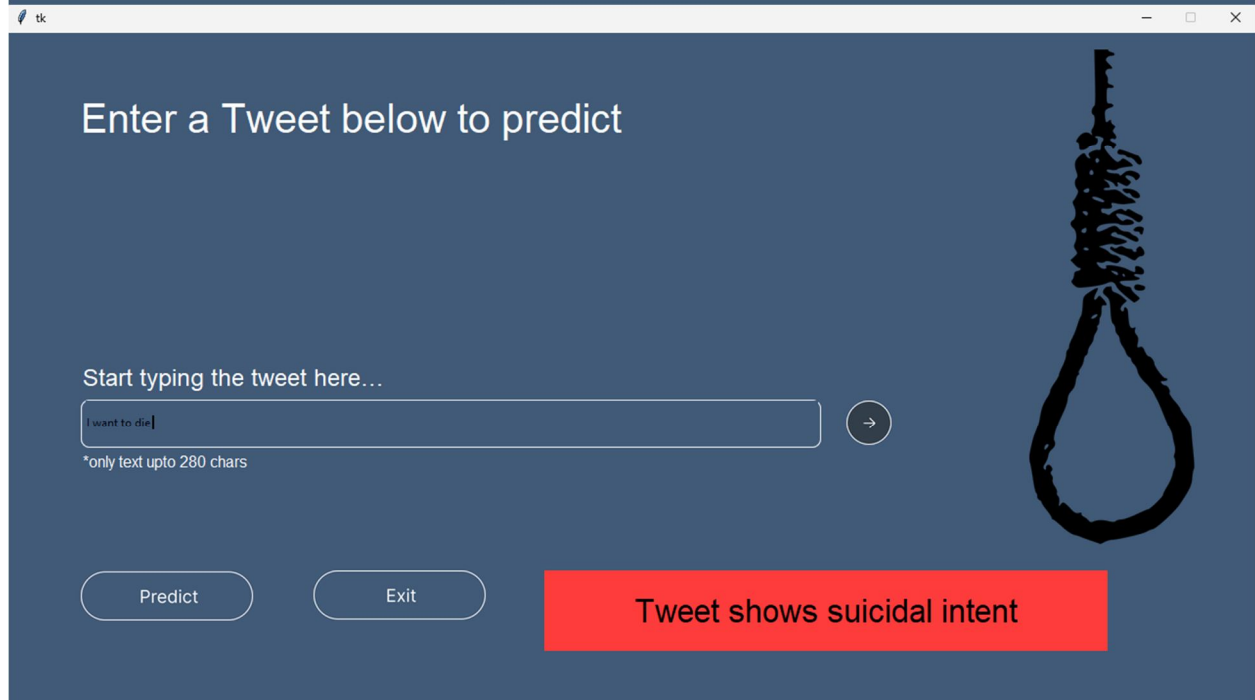 tk
Enter a Tweet below to predict
Start typing the tweet here...
I want to die
*only text upto 280 chars
Predict
Exit
Tweet shows suicidal intent